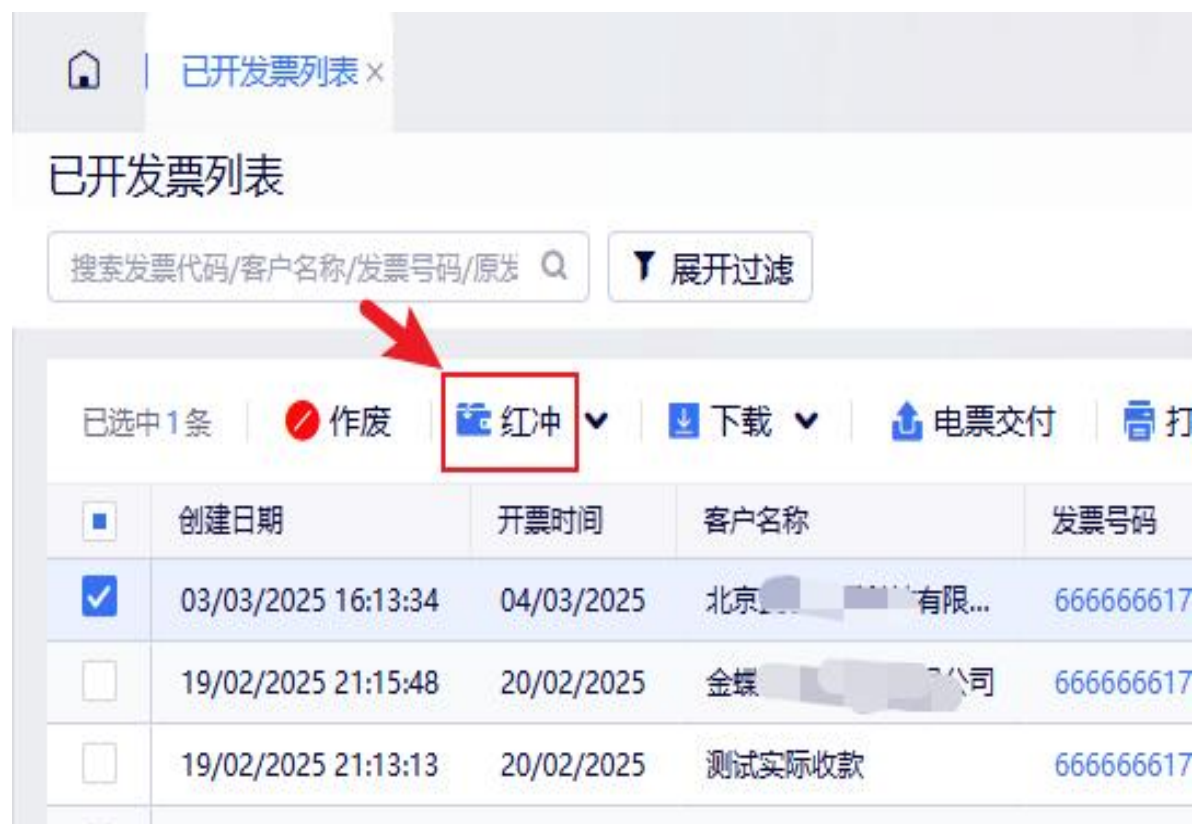 已开发票列表 ×
已开发票列表
搜索发票代码/客户名称/发票号码/原发
展开过滤
已选中1条 作废 红冲 下载 电票交付 打
创建日期 开票时间 客户名称 发票号码
03/03/2025 16:13:34 04/03/2025 北京 有限... 666666617
19/02/2025 21:15:48 20/02/2025 金蝶 公司 666666617
19/02/2025 21:13:13 20/02/2025 测试实际收款 666666617